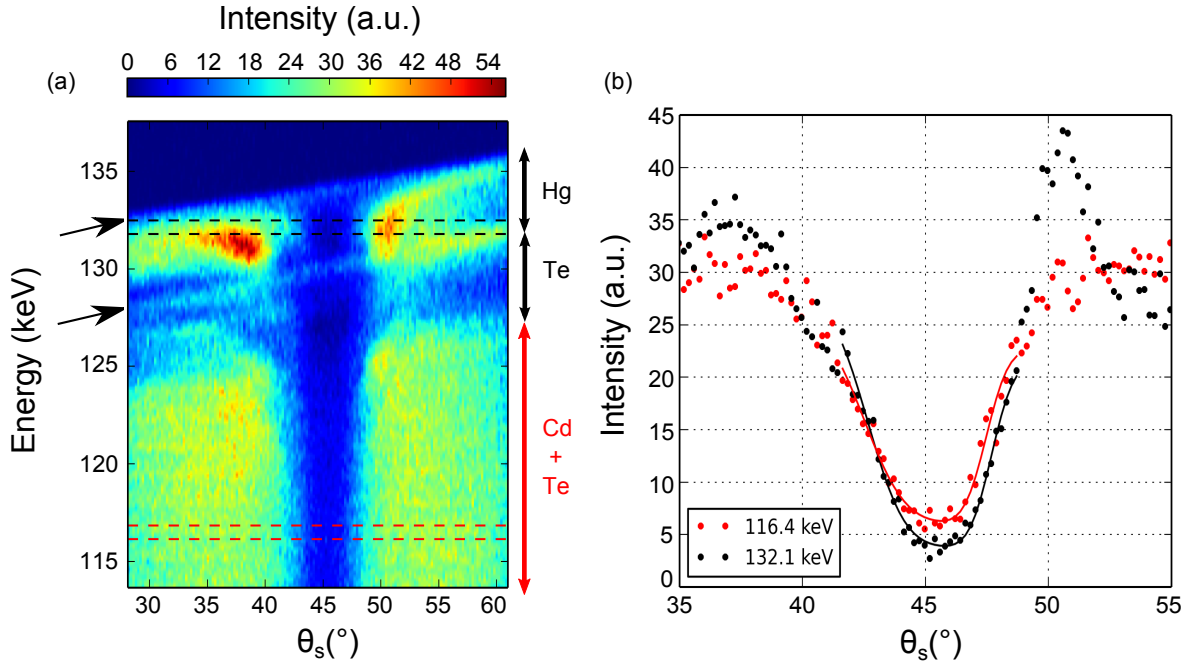 Intensity (a.u.)
0 6 12 18 24 30 36 42 48 54
(a)
Energy (keV)
135
130
125
120
115
30 35 40 45 50 55 60
θs(°)
Hg
Te
Cd
+
Te
(b)
Intensity (a.u.)
45
40
35
30
25
20
15
10
5
0
116.4 keV
132.1 keV
35 40 45 50 55
θs(°)